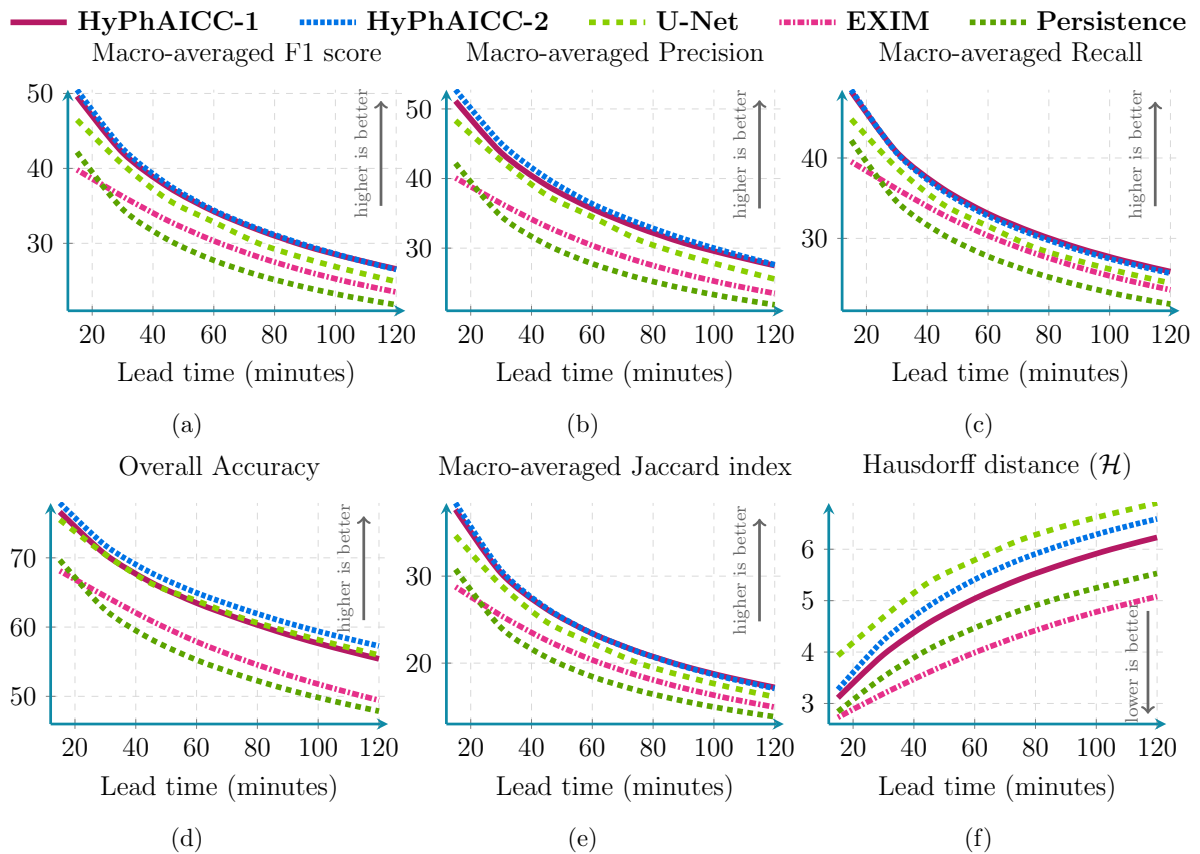 HyPhAICC-1 HyPhAICC-2 U-Net EXIM Persistence
Macro-averaged F1 score
50
40
30
higher is better
20 40 60 80 100 120
Lead time (minutes)
(a)
Macro-averaged Precision
50
40
30
higher is better
20 40 60 80 100 120
Lead time (minutes)
(b)
Macro-averaged Recall
40
30
higher is better
20 40 60 80 100 120
Lead time (minutes)
(c)
Overall Accuracy
70
60
50
higher is better
20 40 60 80 100 120
Lead time (minutes)
(d)
Macro-averaged Jaccard index
30
20
higher is better
20 40 60 80 100 120
Lead time (minutes)
(e)
Hausdorff distance (ℋ)
6
5
4
3
lower is better
20 40 60 80 100 120
Lead time (minutes)
(f)